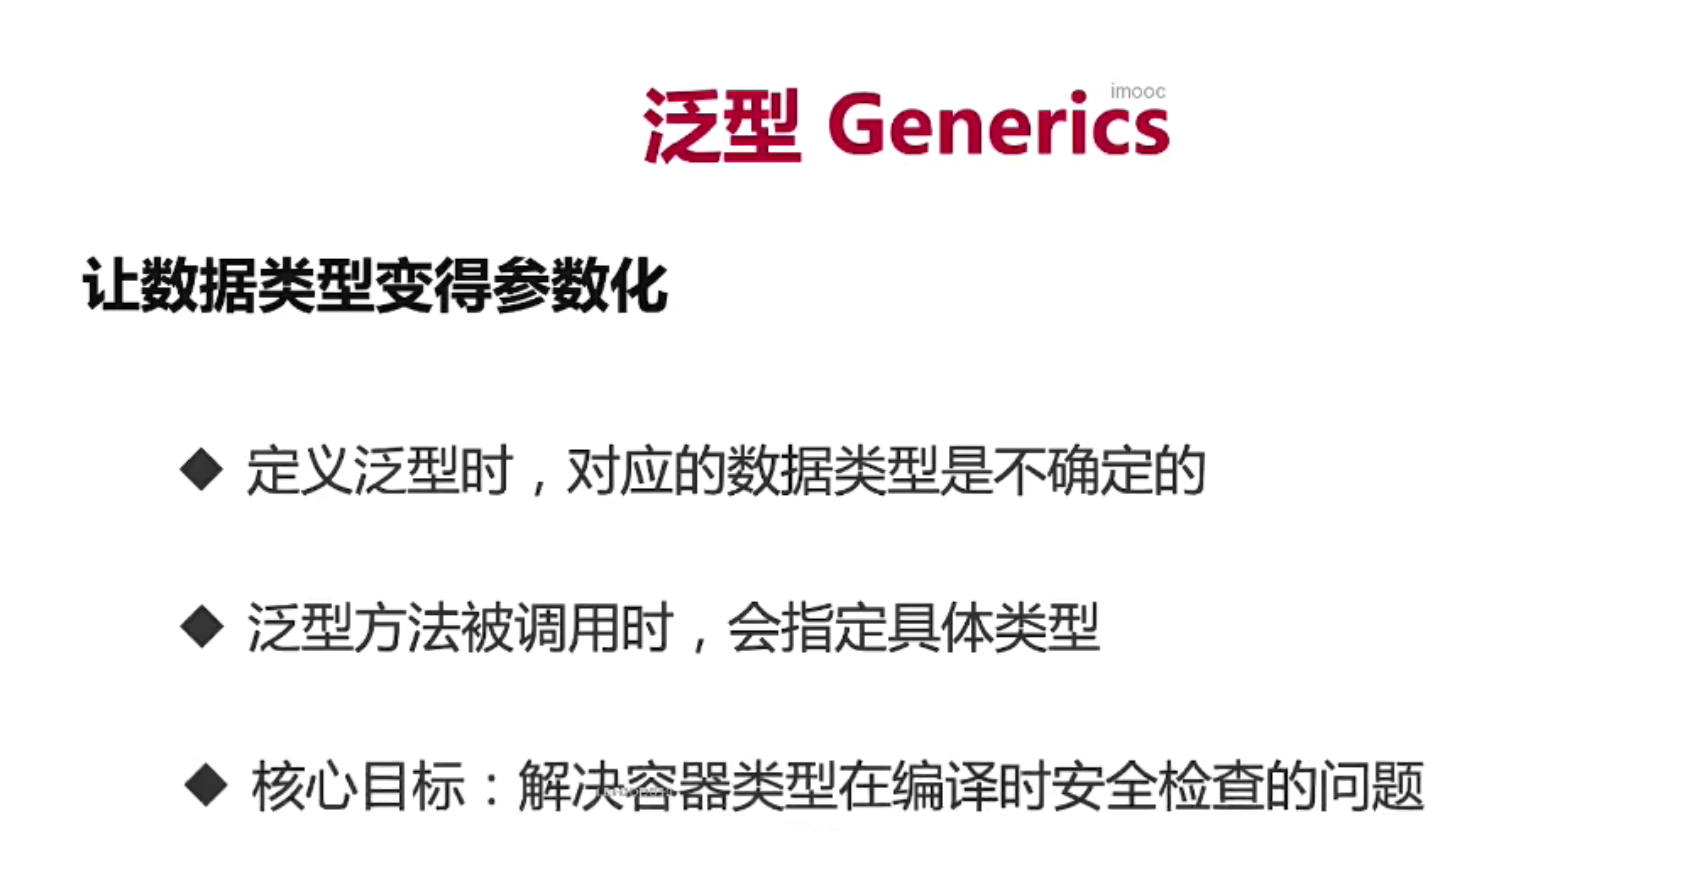 imooc
泛型 Generics
让数据类型变得参数化
◆ 定义泛型时，对应的数据类型是不确定的
◆ 泛型方法被调用时，会指定具体类型
◆ 核心目标：解决容器类型在编译时安全检查的问题